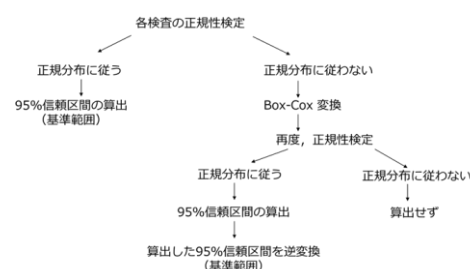 各検査の正規性検定
正規分布に従う
正規分布に従わない
95%信頼区間の算出
(基準範囲)
Box-Cox 変換
再度，正規性検定
正規分布に従う
正規分布に従わない
95%信頼区間の算出
算出せず
算出した95%信頼区間を逆変換
(基準範囲)